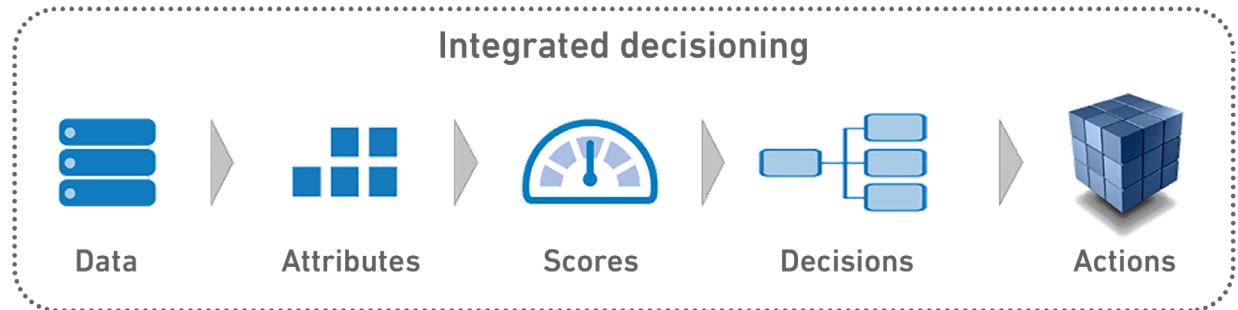 Integrated decisioning
Data
Attributes
Scores
Decisions
Actions